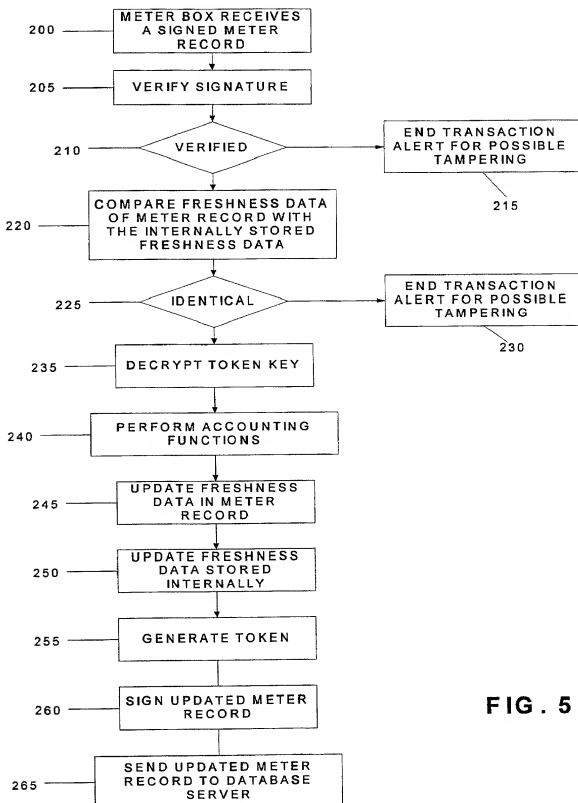 200
METER BOX RECEIVES
A SIGNED METER
RECORD
205
VERIFY SIGNATURE
210
VERIFIED
END TRANSACTION
ALERT FOR POSSIBLE
TAMPERING
215
220
COMPARE FRESHNESS DATA
OF METER RECORD WITH
THE INTERNALLY STORED
FRESHNESS DATA
225
IDENTICAL
END TRANSACTION
ALERT FOR POSSIBLE
TAMPERING
230
235
DECRYPT TOKEN KEY
240
PERFORM ACCOUNTING
FUNCTIONS
245
UPDATE FRESHNESS
DATA IN METER
RECORD
250
UPDATE FRESHNESS
DATA STORED
INTERNALLY
255
GENERATE TOKEN
260
SIGN UPDATED METER
RECORD
FIG. 5
265
SEND UPDATED METER
RECORD TO DATABASE
SERVER